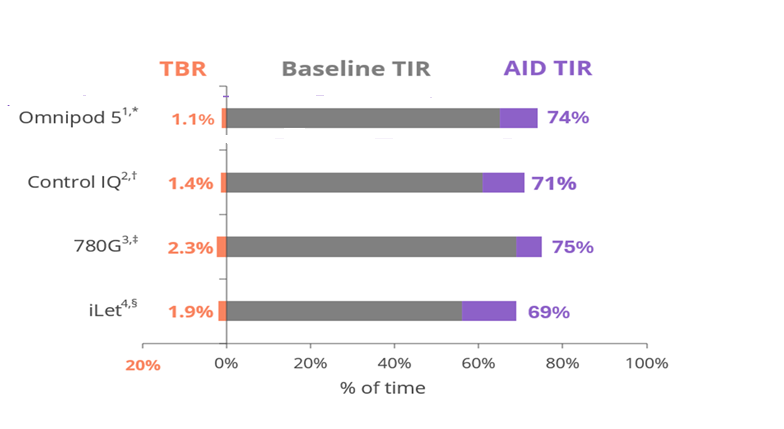 TBR Baseline TIR AID TIR
Omnipod 5¹,* 1.1% 74%
Control IQ²,† 1.4% 71%
780G³,‡ 2.3% 75%
iLet⁴,§ 1.9% 69%
20% 0% 20% 40% 60% 80% 100%
% of time